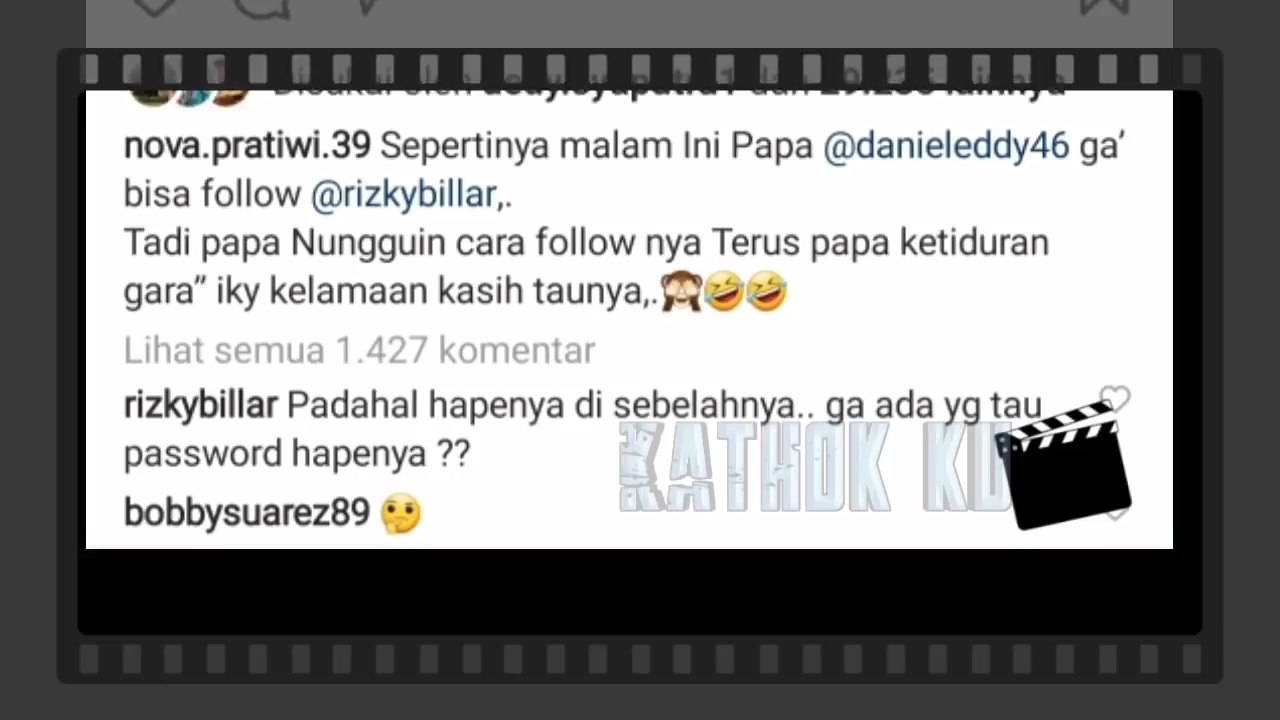 nova.pratiwi.39 Sepertinya malam Ini Papa @danieleddy46 ga’
bisa follow @rizkybillar,.
Tadi papa Nungguin cara follow nya Terus papa ketiduran
gara” iky kelamaan kasih taunya,.🙈🤣🤣
Lihat semua 1.427 komentar
rizkybillar Padahal hapenya di sebelahnya.. ga ada yg tau
password hapenya ??
KATHOK KU
bobbysuarez89 🤔